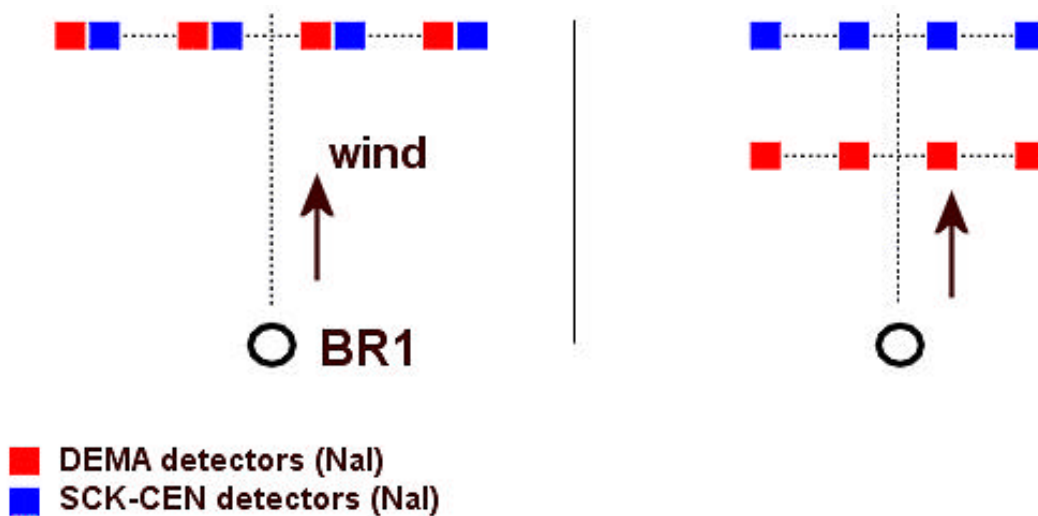 wind
BR1
DEMA detectors (NaI)
SCK-CEN detectors (NaI)